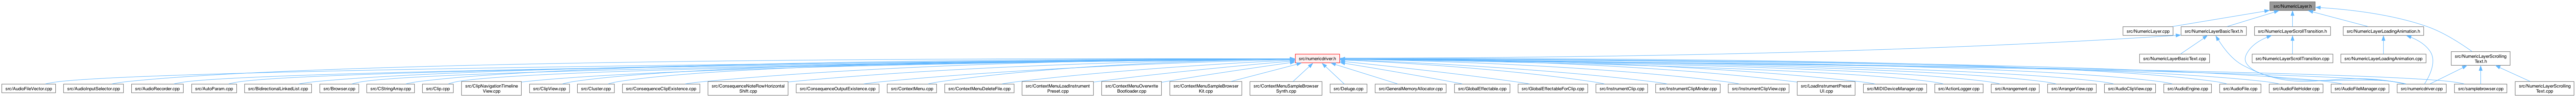 src/NumericLayer.h
src/NumericLayer.cpp
src/NumericLayerBasicText.h
src/NumericLayerScrollTransition.h
src/NumericLayerLoadingAnimation.h
src/numericdriver.h
src/NumericLayerBasicText.cpp
src/NumericLayerScrollTransition.cpp
src/NumericLayerLoadingAnimation.cpp
src/NumericLayerScrolling
Text.h
src/AudioFileVector.cpp
src/AudioInputSelector.cpp
src/AudioRecorder.cpp
src/AutoParam.cpp
src/BidirectionalLinkedList.cpp
src/Browser.cpp
src/CStringArray.cpp
src/Clip.cpp
src/ClipNavigationTimeline
View.cpp
src/ClipView.cpp
src/Cluster.cpp
src/ConsequenceClipExistence.cpp
src/ConsequenceNoteRowHorizontal
Shift.cpp
src/ConsequenceOutputExistence.cpp
src/ContextMenu.cpp
src/ContextMenuDeleteFile.cpp
src/ContextMenuLoadInstrument
Preset.cpp
src/ContextMenuOverwrite
Bootloader.cpp
src/ContextMenuSampleBrowser
Kit.cpp
src/ContextMenuSampleBrowser
Synth.cpp
src/Deluge.cpp
src/GeneralMemoryAllocator.cpp
src/GlobalEffectable.cpp
src/GlobalEffectableForClip.cpp
src/InstrumentClip.cpp
src/InstrumentClipMinder.cpp
src/InstrumentClipView.cpp
src/LoadInstrumentPreset
UI.cpp
src/MIDIDeviceManager.cpp
src/ActionLogger.cpp
src/Arrangement.cpp
src/ArrangerView.cpp
src/AudioClipView.cpp
src/AudioEngine.cpp
src/AudioFile.cpp
src/AudioFileHolder.cpp
src/AudioFileManager.cpp
src/numericdriver.cpp
src/samplebrowser.cpp
src/NumericLayerScrolling
Text.cpp